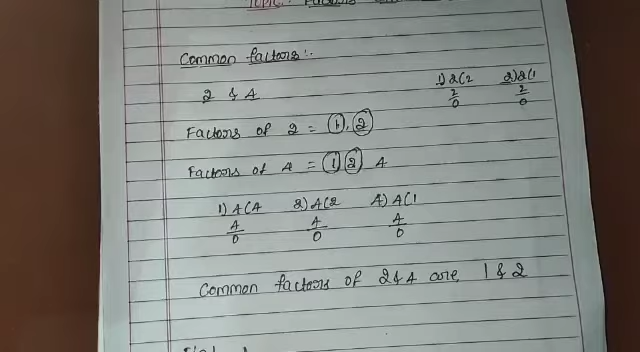 Topic: Factors
Common factors:-
2 & 4
1) 2 ( 2
2
0
2) 2 ( 1
2
0
Factors of 2 = 1, 2
Factors of 4 = 1 2 4
1) 4 ( 4
4
0
2) 4 ( 2
4
0
4) 4 ( 1
4
0
Common factors of 2 & 4 are 1 & 2